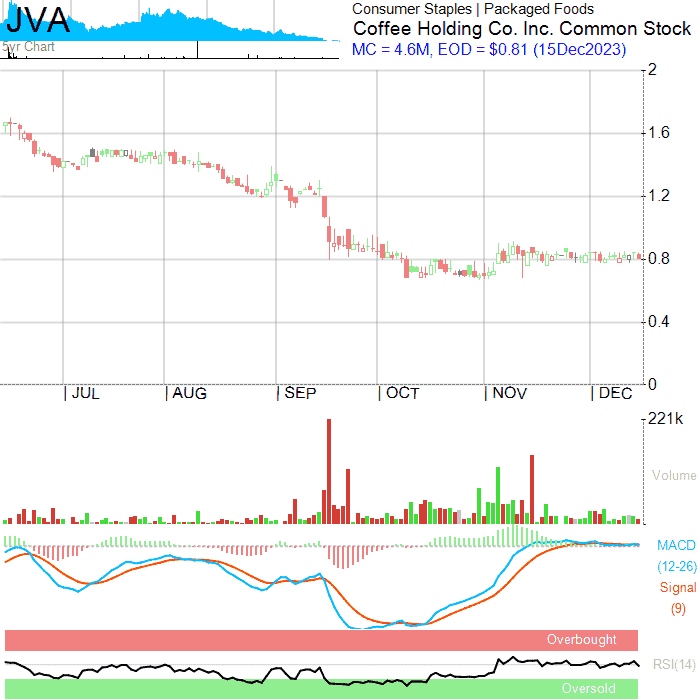 JVA
5yr Chart
Consumer Staples | Packaged Foods
Coffee Holding Co. Inc. Common Stock
MC = 4.6M, EOD = $0.81 (15Dec2023)
2
1.6
1.2
0.8
0.4
0
| JUL | AUG | SEP | OCT | NOV | DEC
221k
Volume
MACD
(12-26)
Signal
(9)
Overbought
RSI(14)
Oversold